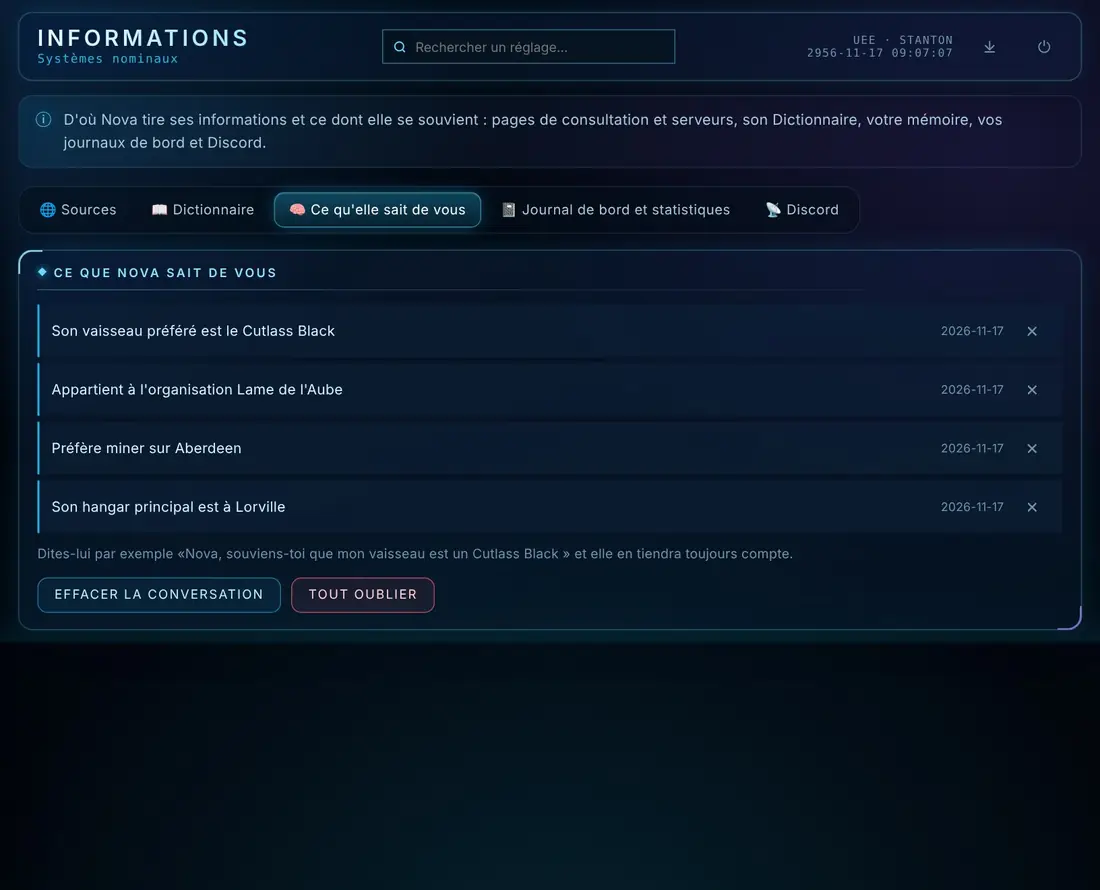 INFORMATIONS
Systèmes nominaux
Rechercher un réglage...
UEE · STANTON
2956-11-17 09:07:07
D'où Nova tire ses informations et ce dont elle se souvient : pages de consultation et serveurs, son Dictionnaire, votre mémoire, vos
journaux de bord et Discord.
Sources
Dictionnaire
Ce qu'elle sait de vous
Journal de bord et statistiques
Discord
CE QUE NOVA SAIT DE VOUS
Son vaisseau préféré est le Cutlass Black 2026-11-17
Appartient à l'organisation Lame de l'Aube 2026-11-17
Préfère miner sur Aberdeen 2026-11-17
Son hangar principal est à Lorville 2026-11-17
Dites-lui par exemple «Nova, souviens-toi que mon vaisseau est un Cutlass Black » et elle en tiendra toujours compte.
EFFACER LA CONVERSATION
TOUT OUBLIER